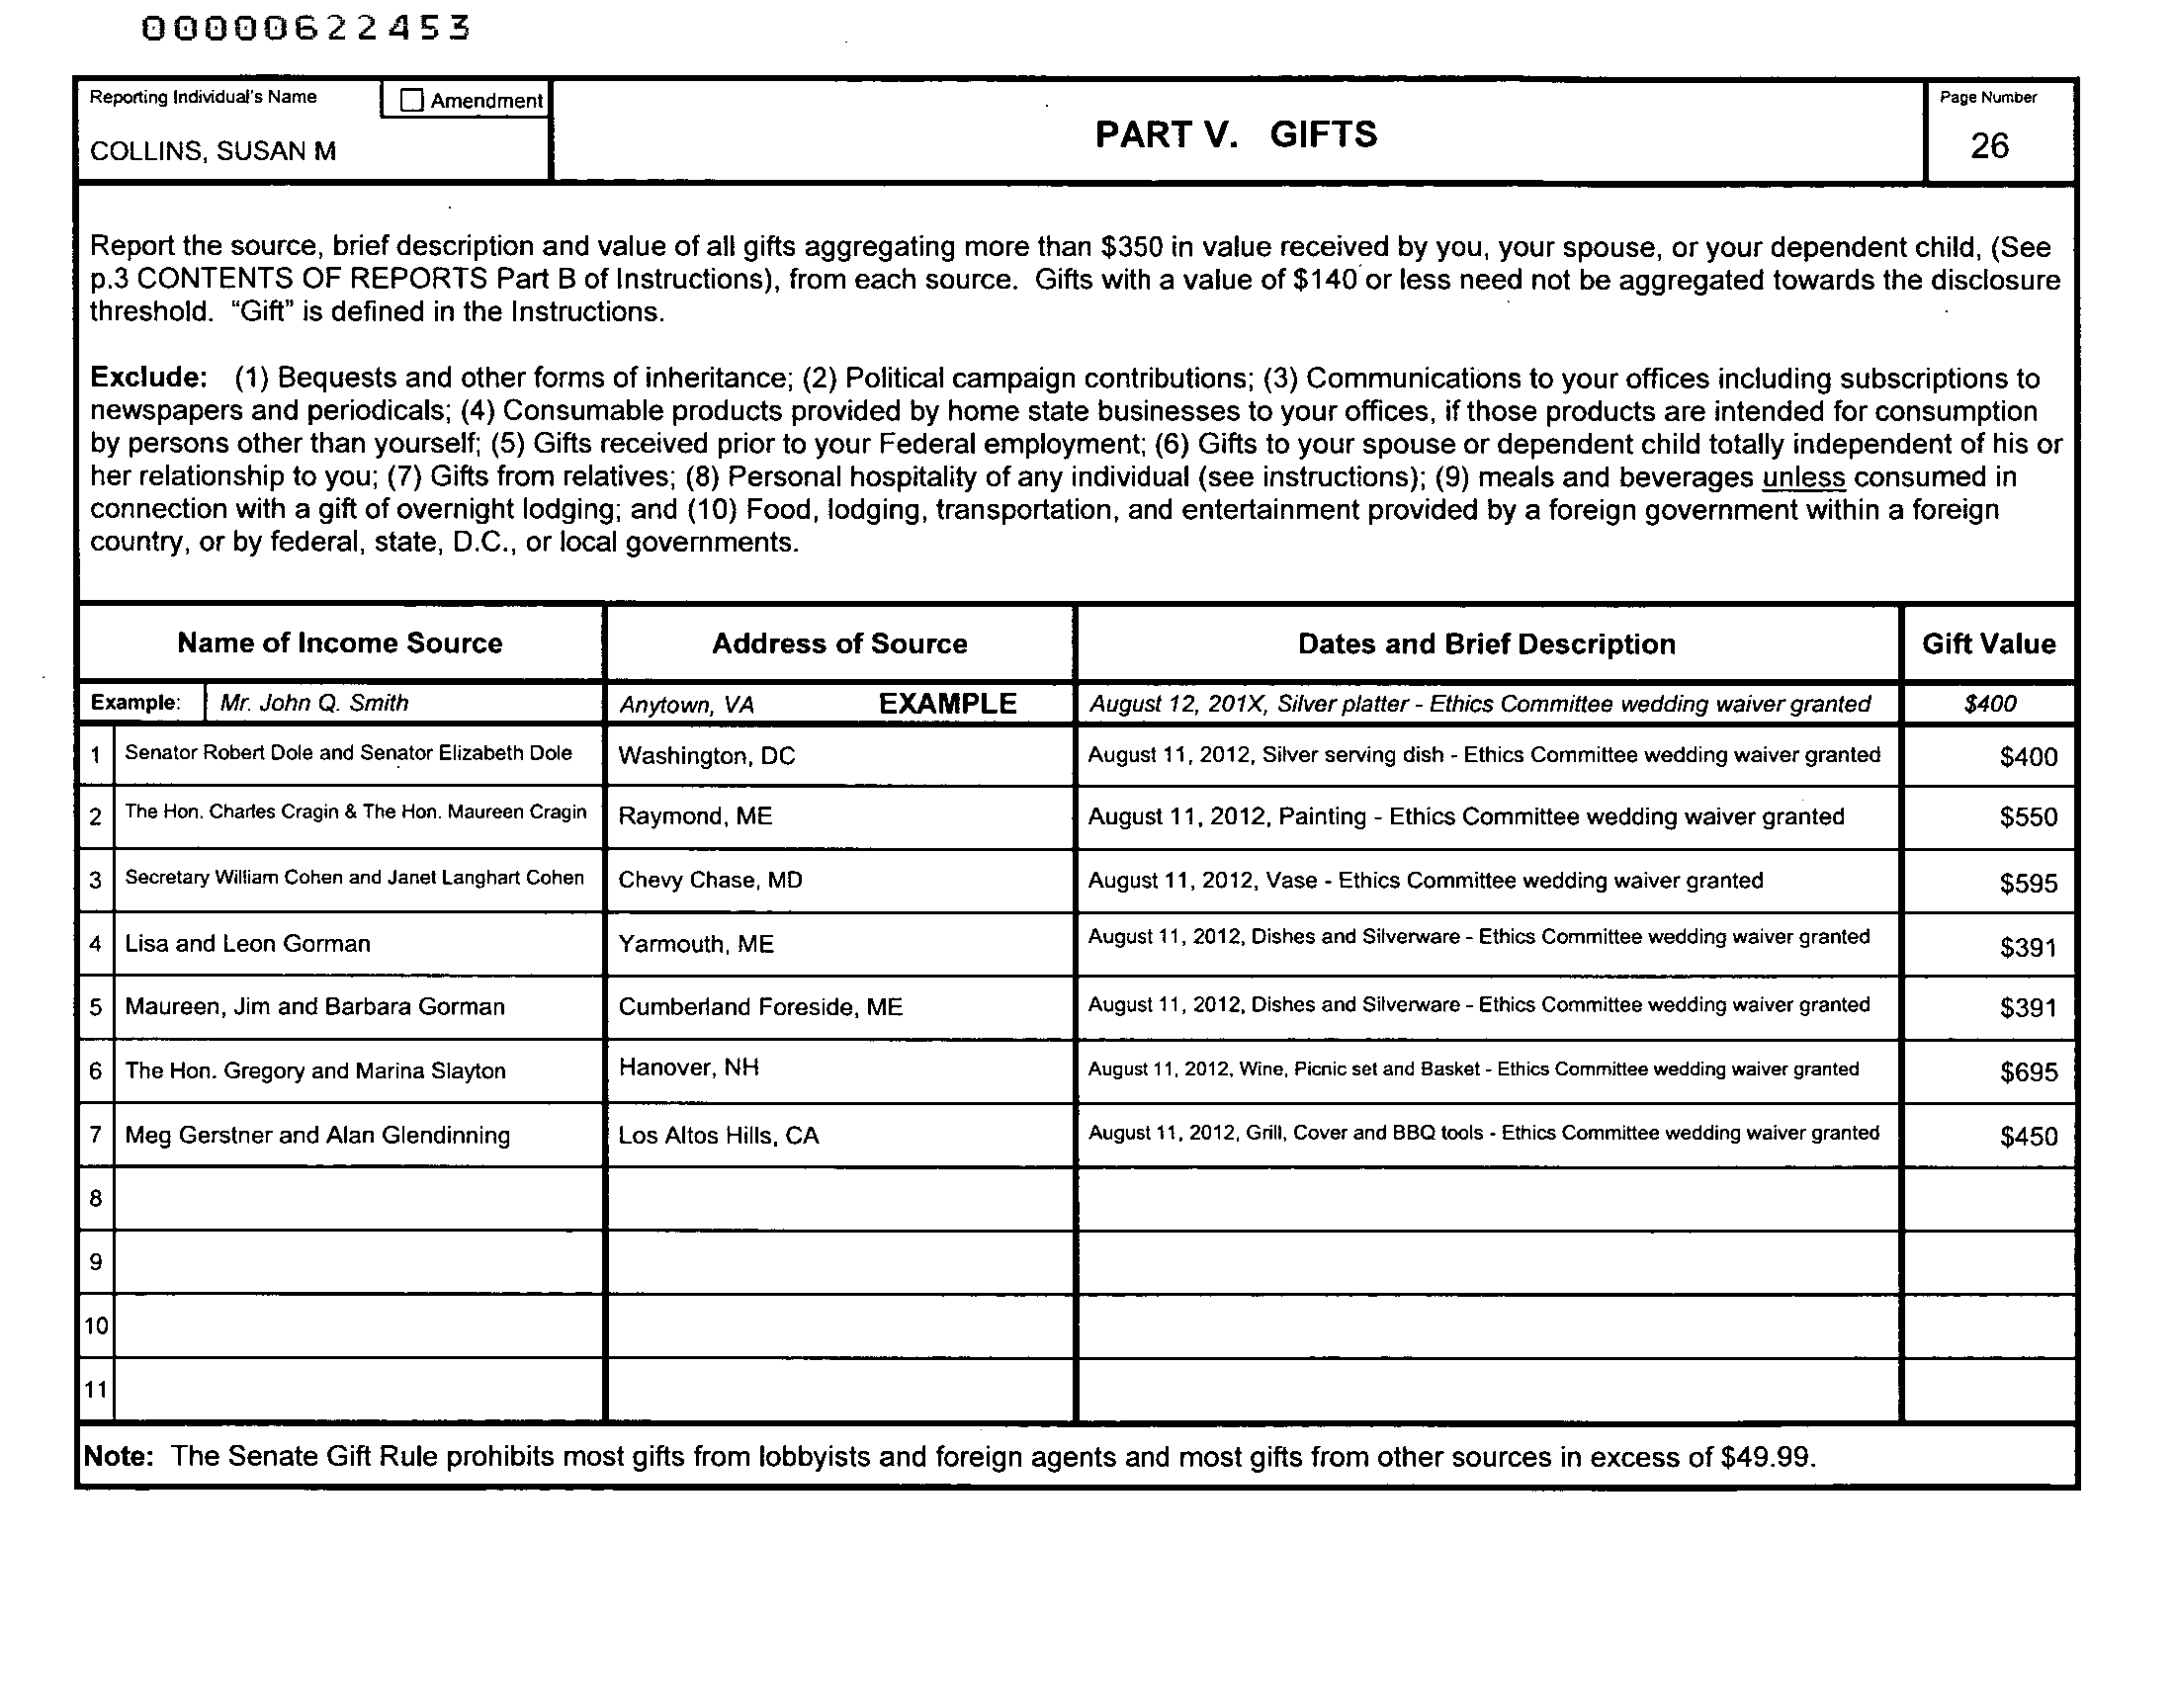 00000622453
Reporting Individual's Name
Amendment
COLLINS, SUSAN M
PART V. GIFTS
Page Number
26
Report the source, brief description and value of all gifts aggregating more than $350 in value received by you, your spouse, or your dependent child, (See
p.3 CONTENTS OF REPORTS Part B of Instructions), from each source. Gifts with a value of $140 or less need not be aggregated towards the disclosure
threshold. “Gift” is defined in the Instructions.
Exclude: (1) Bequests and other forms of inheritance; (2) Political campaign contributions; (3) Communications to your offices including subscriptions to
newspapers and periodicals; (4) Consumable products provided by home state businesses to your offices, if those products are intended for consumption
by persons other than yourself; (5) Gifts received prior to your Federal employment; (6) Gifts to your spouse or dependent child totally independent of his or
her relationship to you; (7) Gifts from relatives; (8) Personal hospitality of any individual (see instructions); (9) meals and beverages unless consumed in
connection with a gift of overnight lodging; and (10) Food, lodging, transportation, and entertainment provided by a foreign government within a foreign
country, or by federal, state, D.C., or local governments.
Name of Income Source Address of Source Dates and Brief Description Gift Value
Example: Mr. John Q. Smith Anytown, VA EXAMPLE August 12, 201X, Silver platter - Ethics Committee wedding waiver granted $400
1 Senator Robert Dole and Senator Elizabeth Dole Washington, DC August 11, 2012, Silver serving dish - Ethics Committee wedding waiver granted $400
2 The Hon. Charles Cragin & The Hon. Maureen Cragin Raymond, ME August 11, 2012, Painting - Ethics Committee wedding waiver granted $550
3 Secretary William Cohen and Janet Langhart Cohen Chevy Chase, MD August 11, 2012, Vase - Ethics Committee wedding waiver granted $595
4 Lisa and Leon Gorman Yarmouth, ME August 11, 2012, Dishes and Silverware - Ethics Committee wedding waiver granted $391
5 Maureen, Jim and Barbara Gorman Cumberland Foreside, ME August 11, 2012, Dishes and Silverware - Ethics Committee wedding waiver granted $391
6 The Hon. Gregory and Marina Slayton Hanover, NH August 11, 2012, Wine, Picnic set and Basket - Ethics Committee wedding waiver granted $695
7 Meg Gerstner and Alan Glendinning Los Altos Hills, CA August 11, 2012, Grill, Cover and BBQ tools - Ethics Committee wedding waiver granted $450
8
9
10
11
Note: The Senate Gift Rule prohibits most gifts from lobbyists and foreign agents and most gifts from other sources in excess of $49.99.